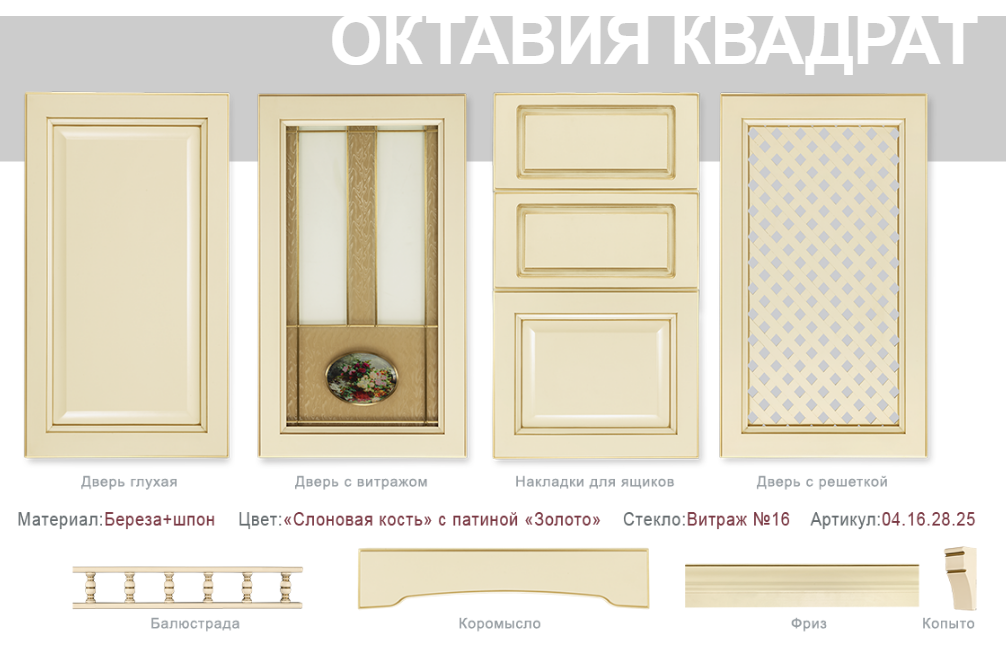 ОКТАВИЯ КВАДРАТ
Дверь глухая
Дверь с витражом
Накладки для ящиков
Дверь с решеткой
Материал:Береза+шпон Цвет:«Слоновая кость» с патиной «Золото» Стекло:Витраж №16 Артикул:04.16.28.25
Балюстрада
Коромысло
Фриз
Копыто